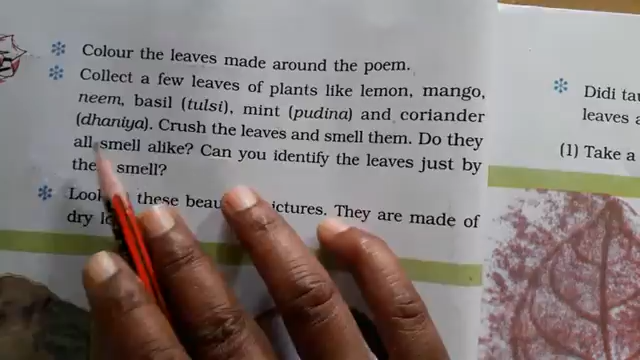 Colour the leaves made around the poem.
Collect a few leaves of plants like lemon, mango,
neem, basil (tulsi), mint (pudina) and coriander
(dhaniya). Crush the leaves and smell them. Do they
all smell alike? Can you identify the leaves just by
smell?
these They are made of
dry
Didi
leaves
(1) Take a